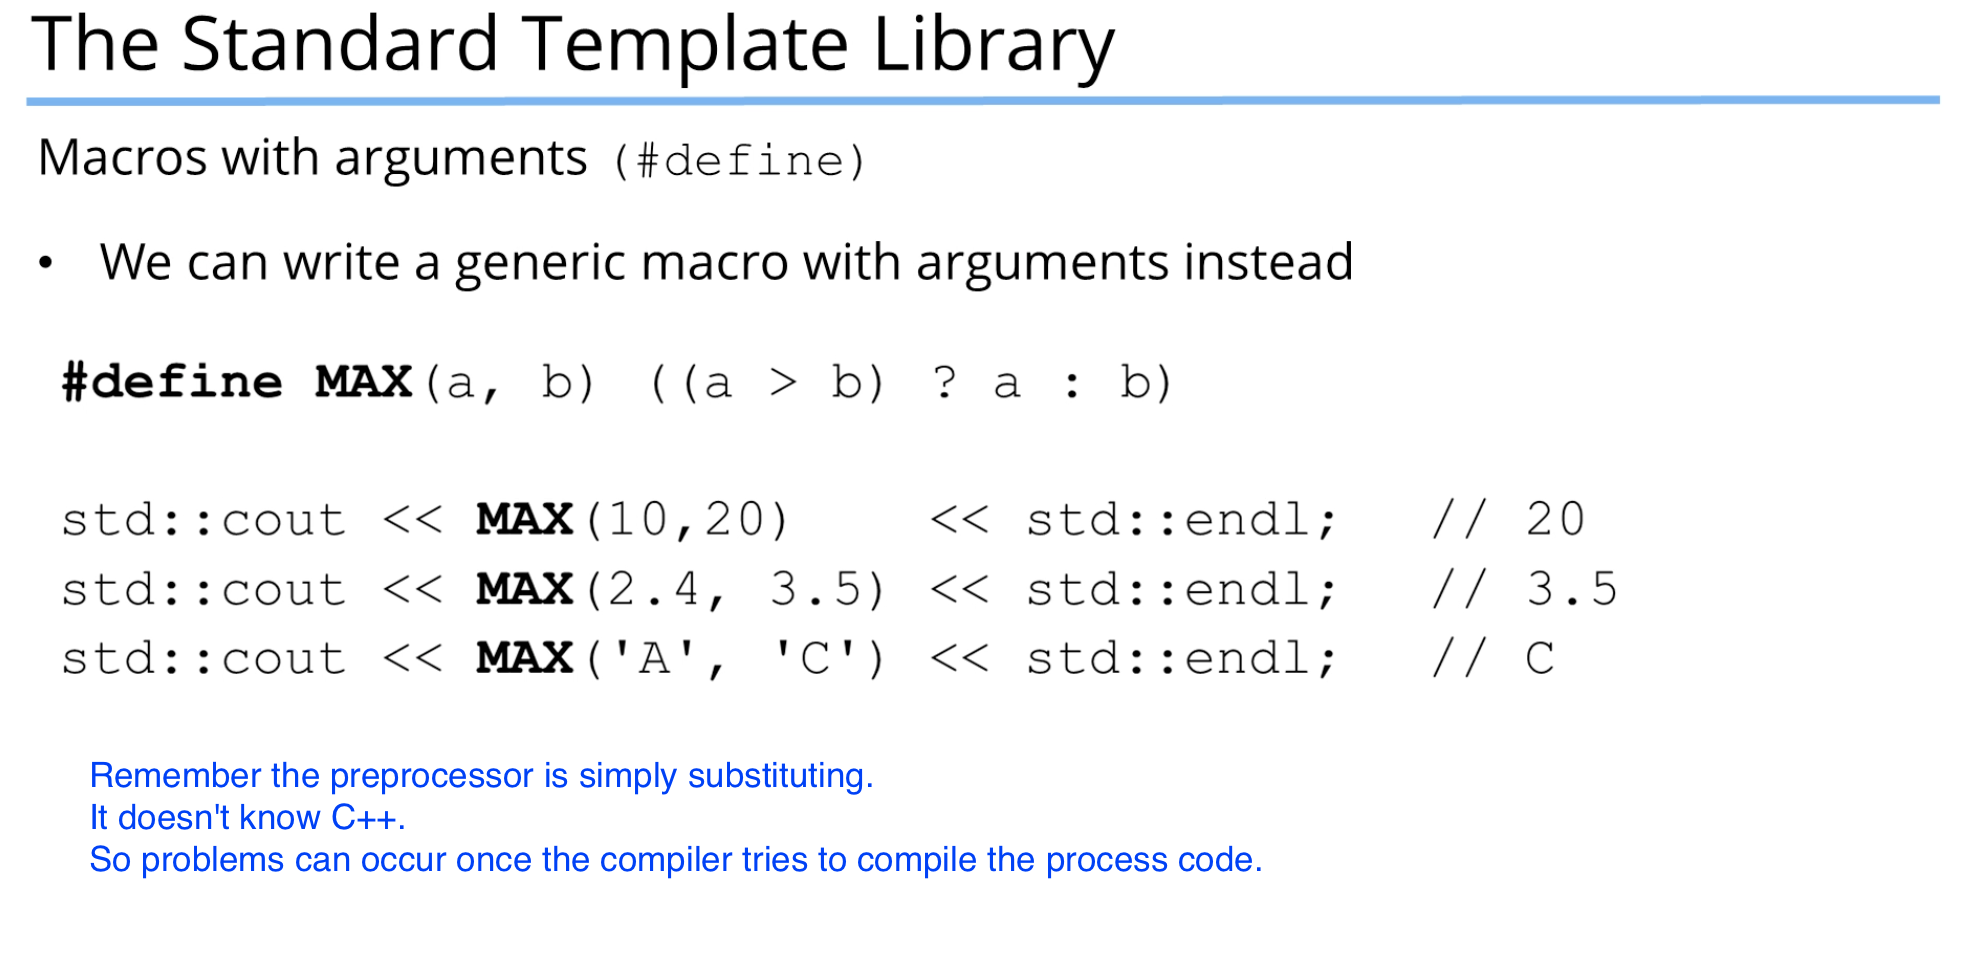 The Standard Template Library
Macros with arguments (#define)
• We can write a generic macro with arguments instead
#define MAX(a, b) ((a > b) ? a : b)
std::cout << MAX(10,20) << std::endl; // 20
std::cout << MAX(2.4, 3.5) << std::endl; // 3.5
std::cout << MAX('A', 'C') << std::endl; // C
Remember the preprocessor is simply substituting.
It doesn't know C++.
So problems can occur once the compiler tries to compile the process code.